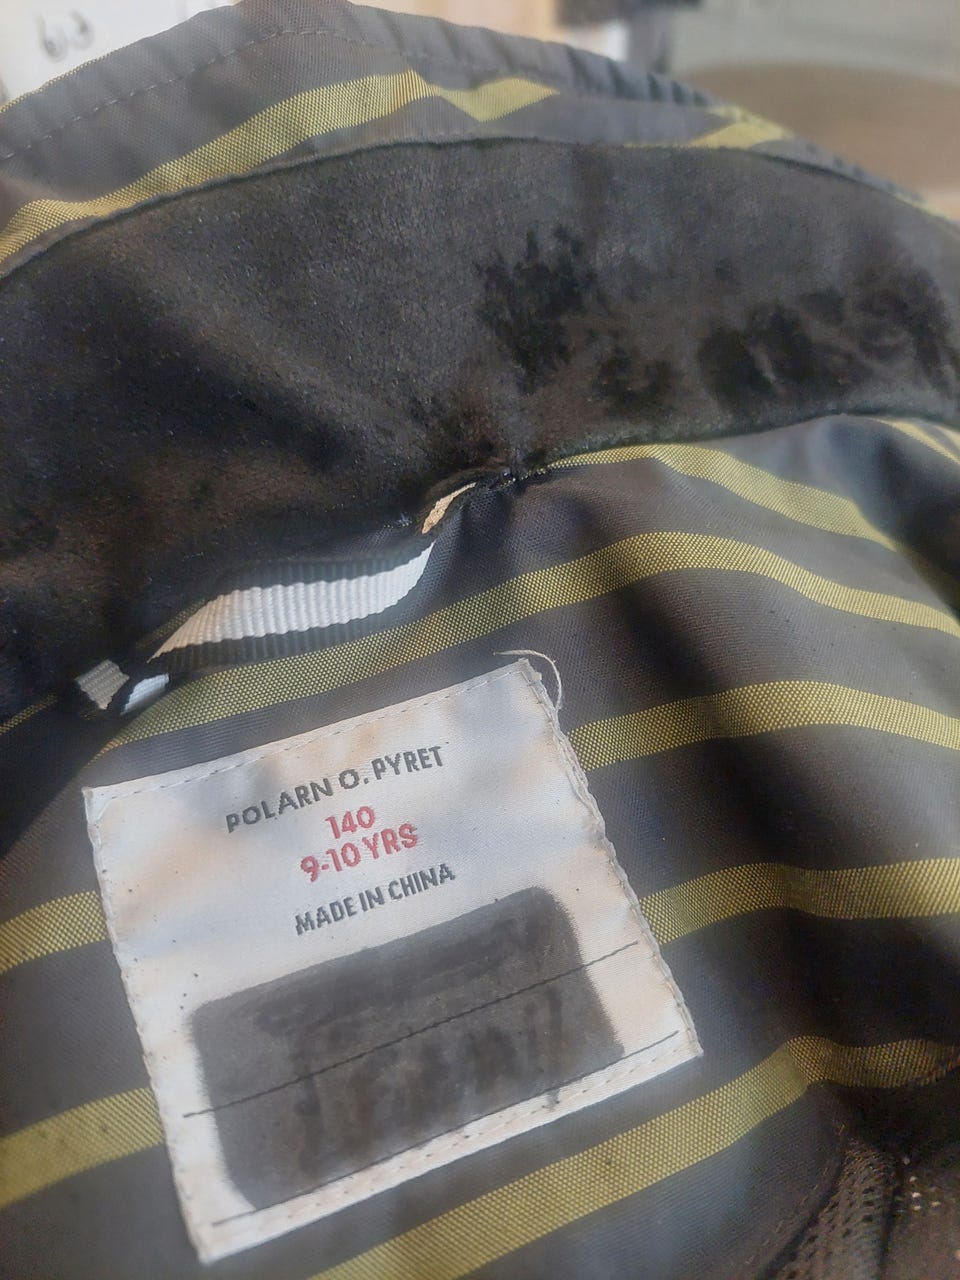 POLARN O. PYRET
140
9-10 YRS
MADE IN CHINA